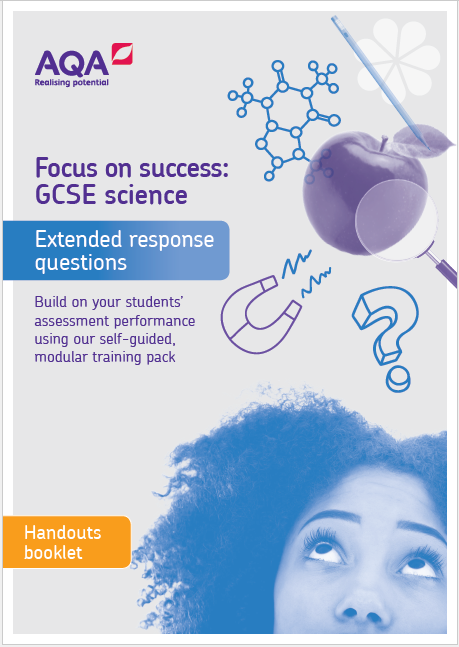 AQA
Realising potential
Focus on success:
GCSE science
Extended response
questions
Build on your students’
assessment performance
using our self-guided,
modular training pack
Handouts
booklet